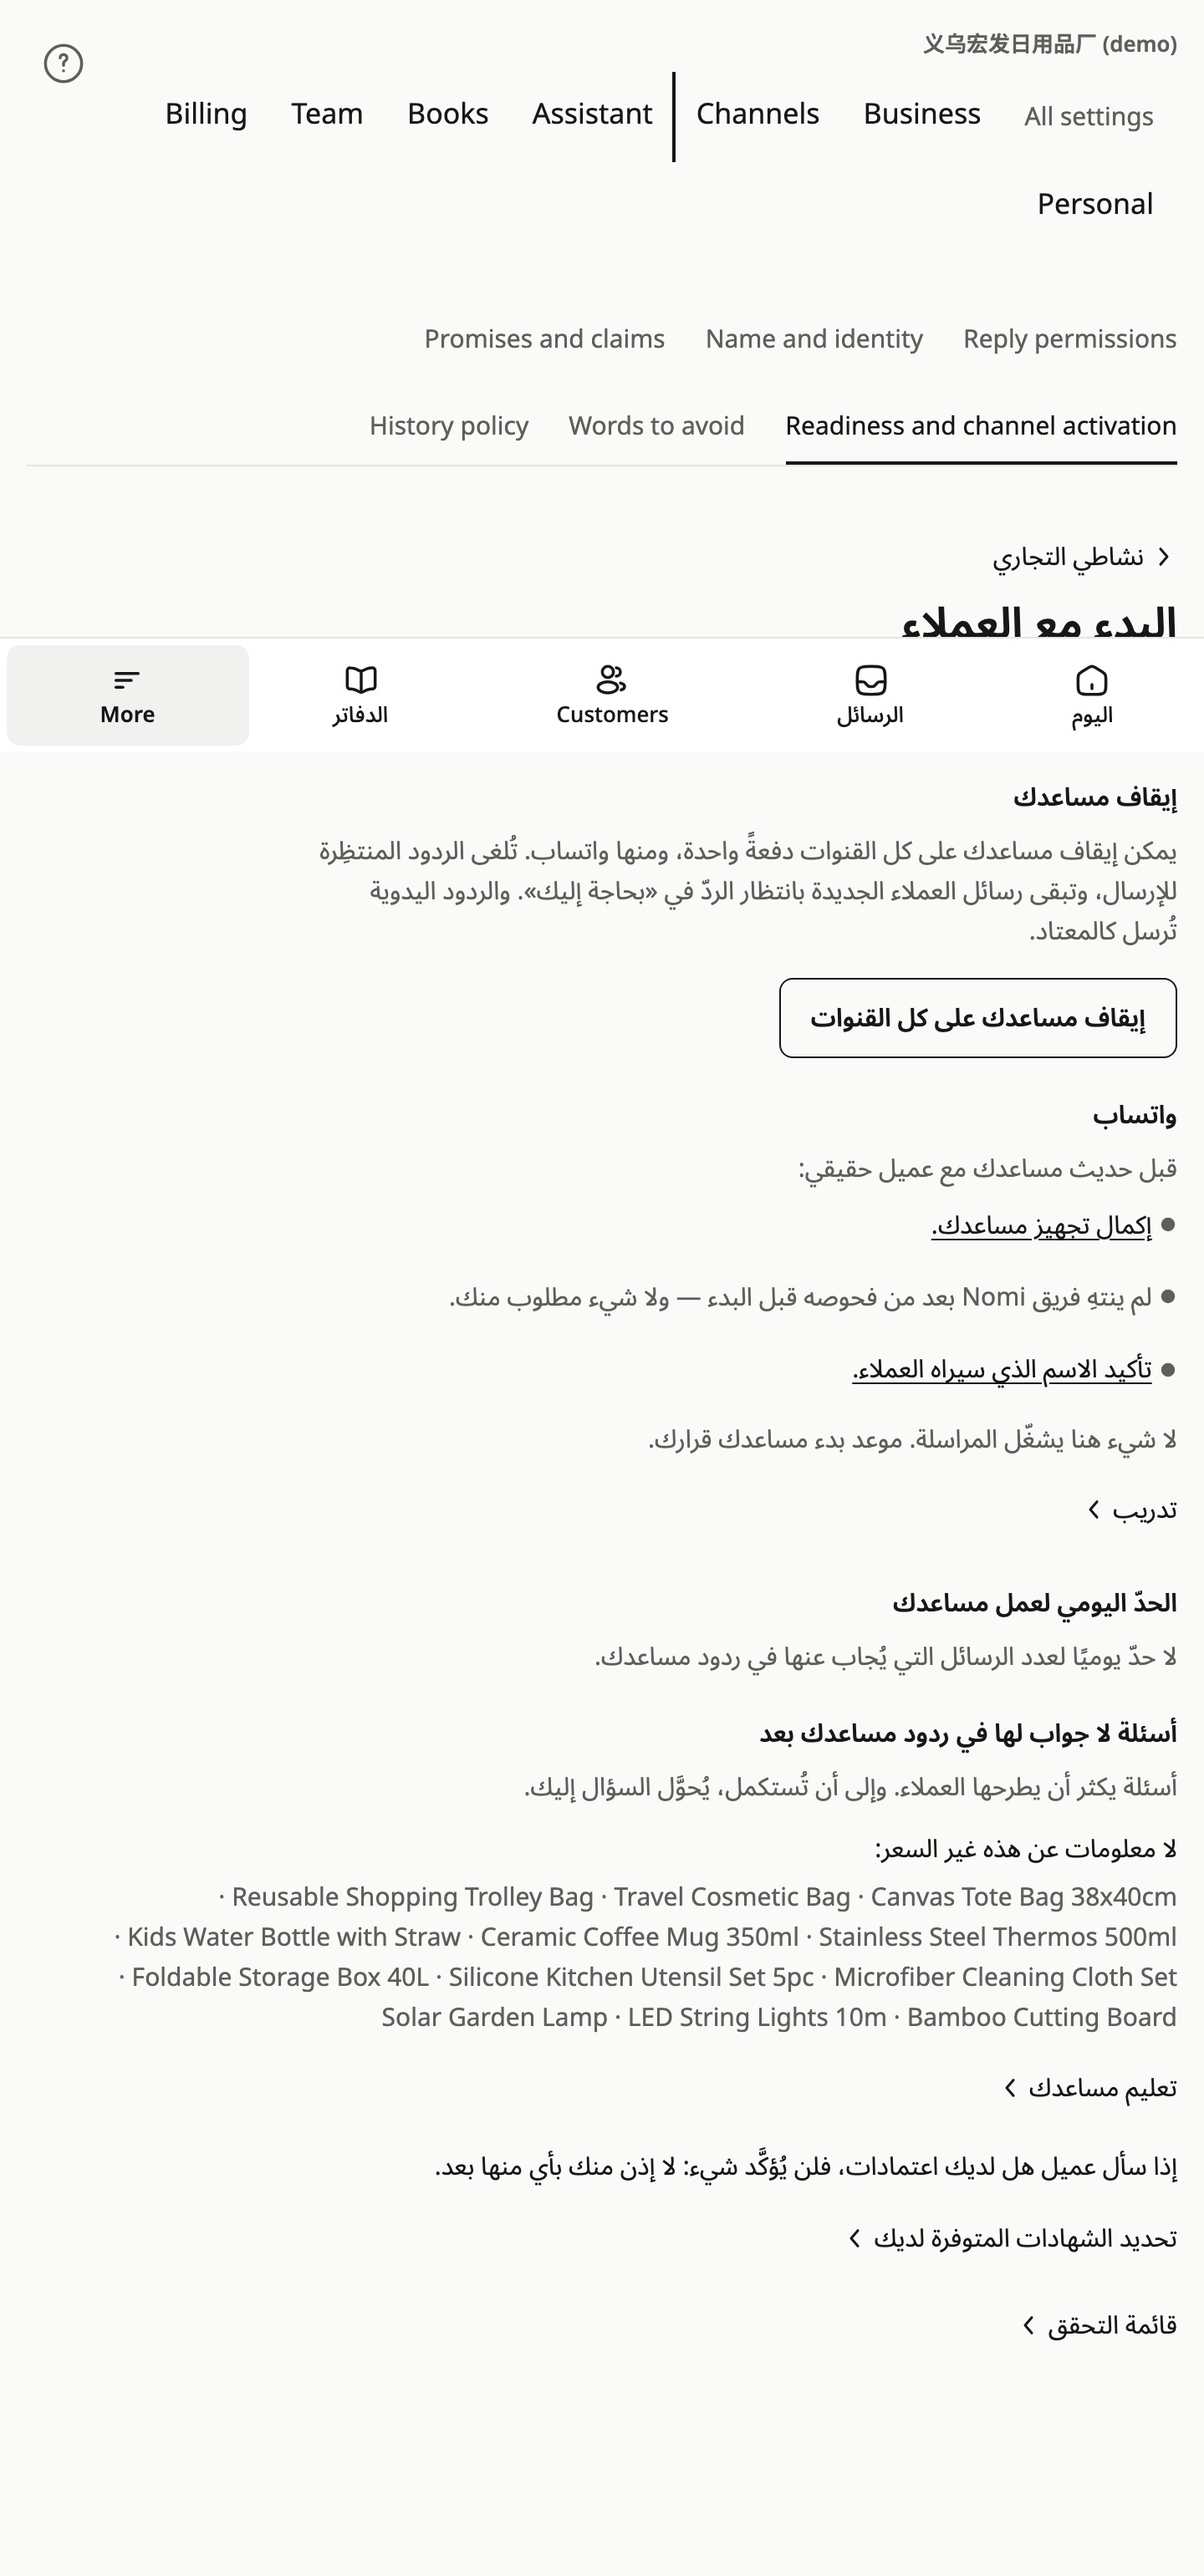 义乌宏发日用品厂 (demo)
All settings
Business
Channels
Assistant
Books
Team
Billing
Personal
Reply permissions
Name and identity
Promises and claims
Readiness and channel activation
Words to avoid
History policy
نشاطي التجاري
البدء مع العملاء
اليوم
الرسائل
Customers
الدفاتر
More
إيقاف مساعدك
يمكن إيقاف مساعدك على كل القنوات دفعةً واحدة، ومنها واتساب. تُلغى الردود المنتظِرة
للإرسال، وتبقى رسائل العملاء الجديدة بانتظار الردّ في «بحاجة إليك». والردود اليدوية
تُرسل كالمعتاد.
إيقاف مساعدك على كل القنوات
واتساب
قبل حديث مساعدك مع عميل حقيقي:
إكمال تجهيز مساعدك.
لم ينتهِ فريق Nomi بعد من فحوصه قبل البدء — ولا شيء مطلوب منك.
تأكيد الاسم الذي سيراه العملاء.
لا شيء هنا يشغّل المراسلة. موعد بدء مساعدك قرارك.
تدريب
الحدّ اليومي لعمل مساعدك
لا حدّ يوميًا لعدد الرسائل التي يُجاب عنها في ردود مساعدك.
أسئلة لا جواب لها في ردود مساعدك بعد
أسئلة يكثر أن يطرحها العملاء. وإلى أن تُستكمل، يُحوَّل السؤال إليك.
لا معلومات عن هذه غير السعر:
Canvas Tote Bag 38x40cm · Travel Cosmetic Bag · Reusable Shopping Trolley Bag ·
Stainless Steel Thermos 500ml · Ceramic Coffee Mug 350ml · Kids Water Bottle with Straw ·
Microfiber Cleaning Cloth Set · Silicone Kitchen Utensil Set 5pc · Foldable Storage Box 40L ·
Bamboo Cutting Board · LED String Lights 10m · Solar Garden Lamp
تعليم مساعدك
إذا سأل عميل هل لديك اعتمادات، فلن يُؤكَّد شيء: لا إذن منك بأي منها بعد.
تحديد الشهادات المتوفرة لديك
قائمة التحقق